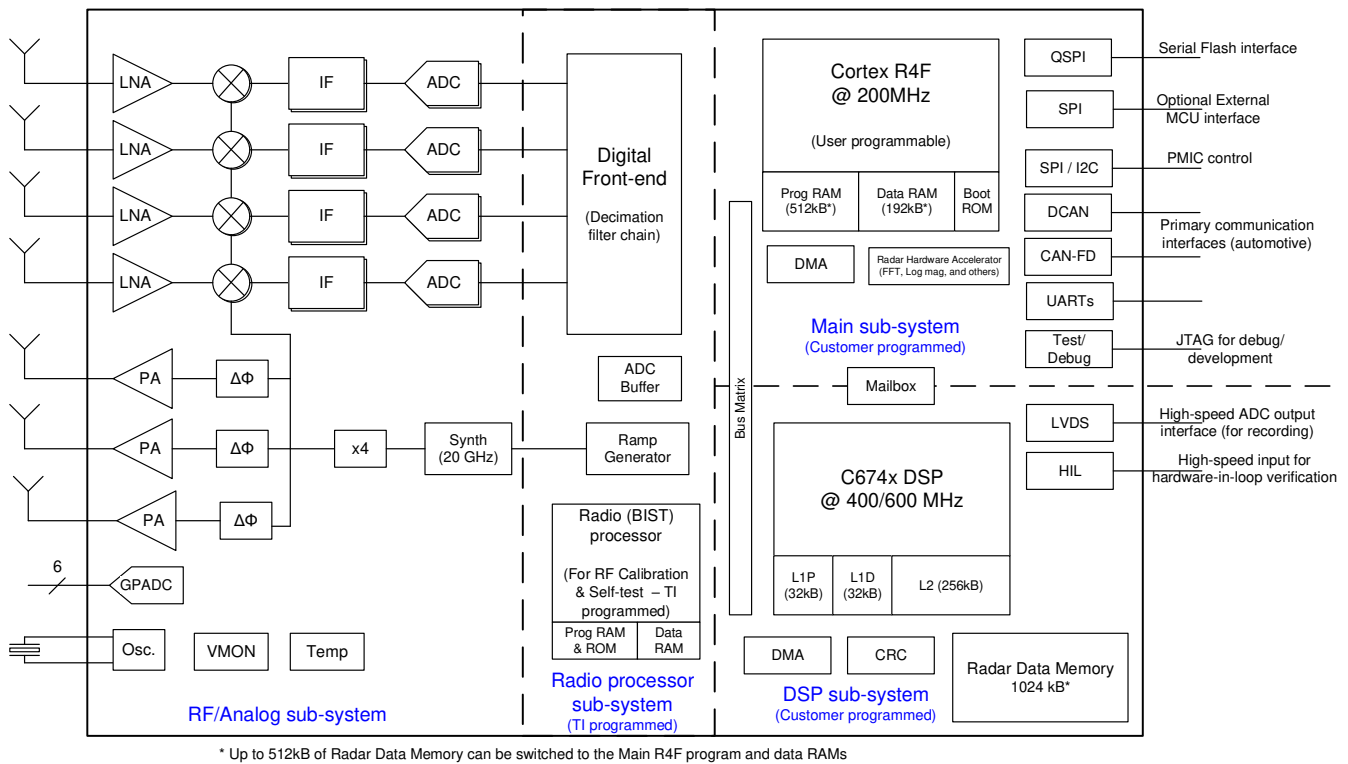 LNA
IF
ADC
LNA
IF
ADC
LNA
IF
ADC
LNA
IF
ADC
PA
ΔΦ
PA
ΔΦ
x4
Synth
(20 GHz)
PA
ΔΦ
6
GPADC
Osc.
VMON
Temp
RF/Analog sub-system
Digital
Front-end
(Decimation
filter chain)
ADC
Buffer
Ramp
Generator
Radio (BIST)
processor
(For RF Calibration
& Self-test – TI
programmed)
Prog RAM
& ROM
Data
RAM
Radio processor
sub-system
(TI programmed)
Bus Matrix
Cortex R4F
@ 200MHz
(User programmable)
Prog RAM
(512kB*)
Data RAM
(192kB*)
Boot
ROM
DMA
Radar Hardware Accelerator
(FFT, Log mag, and others)
Main sub-system
(Customer programmed)
Mailbox
C674x DSP
@ 400/600 MHz
L1P
(32kB)
L1D
(32kB)
L2 (256kB)
DMA
CRC
DSP sub-system
(Customer programmed)
Radar Data Memory
1024 kB*
QSPI
Serial Flash interface
SPI
Optional External
MCU interface
SPI / I2C
PMIC control
DCAN
Primary communication
interfaces (automotive)
CAN-FD
UARTs
Test/
Debug
JTAG for debug/
development
LVDS
High-speed ADC output
interface (for recording)
HIL
High-speed input for
hardware-in-loop verification
* Up to 512kB of Radar Data Memory can be switched to the Main R4F program and data RAMs